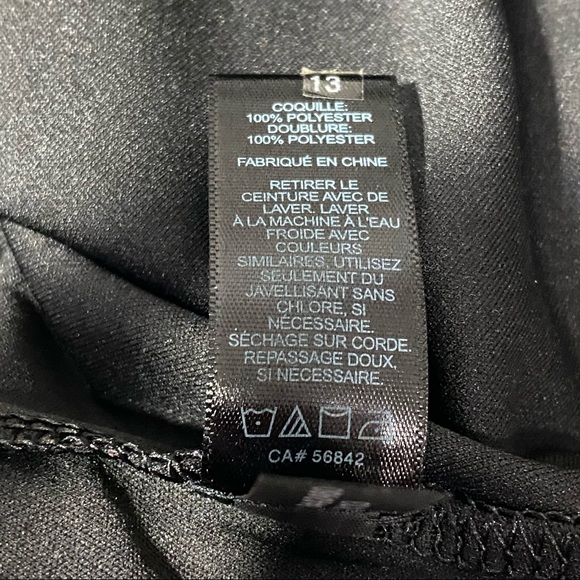 13
COQUILLE:
100% POLYESTER
DOUBLURE:
100% POLYESTER
FABRIQUÉ EN CHINE
RETIRER LE
CEINTURE AVEC DE
LAVER. LAVER
À LA MACHINE À L'EAU
FROIDE AVEC
COULEURS
SIMILAIRES, UTILISEZ
SEULEMENT DU
JAVELLISANT SANS
CHLORE, SI
NÉCESSAIRE.
SÉCHAGE SUR CORDE.
REPASSAGE DOUX,
SI NÉCESSAIRE.
CA# 56842